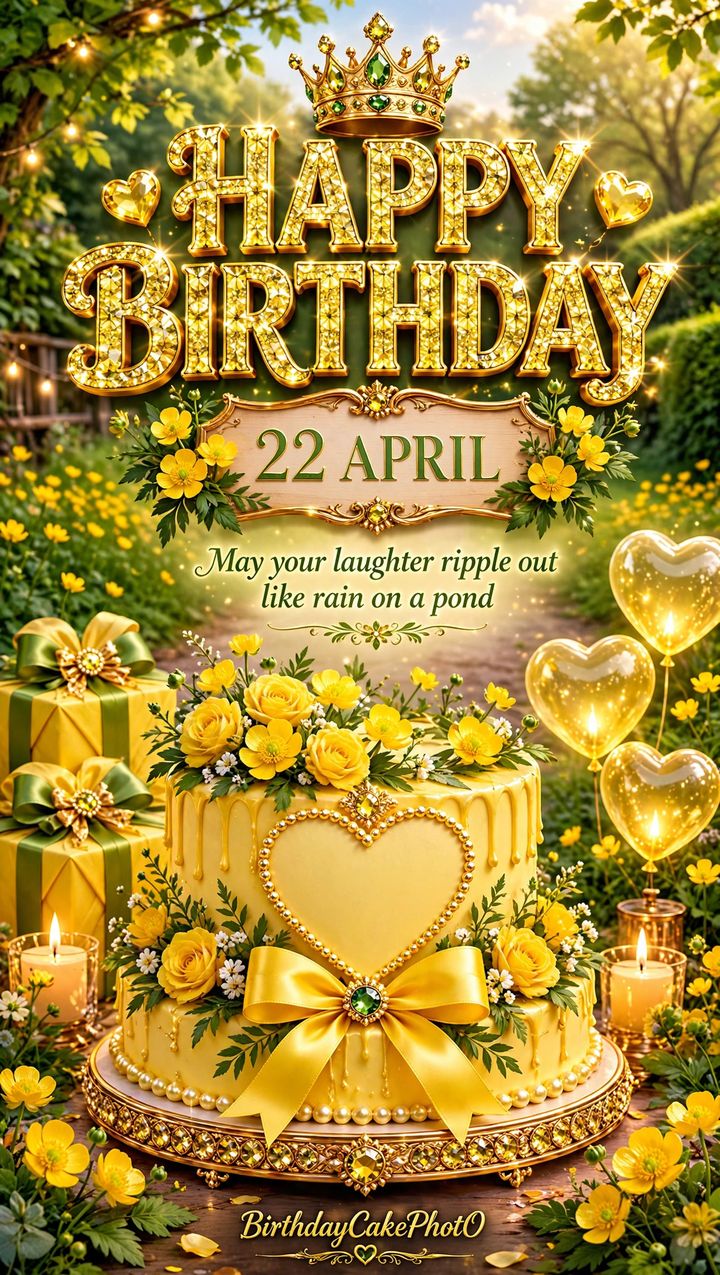 HAPPY
BIRTHDAY
22 APRIL
May your laughter ripple out
like rain on a pond
BirthdayCakePhotO